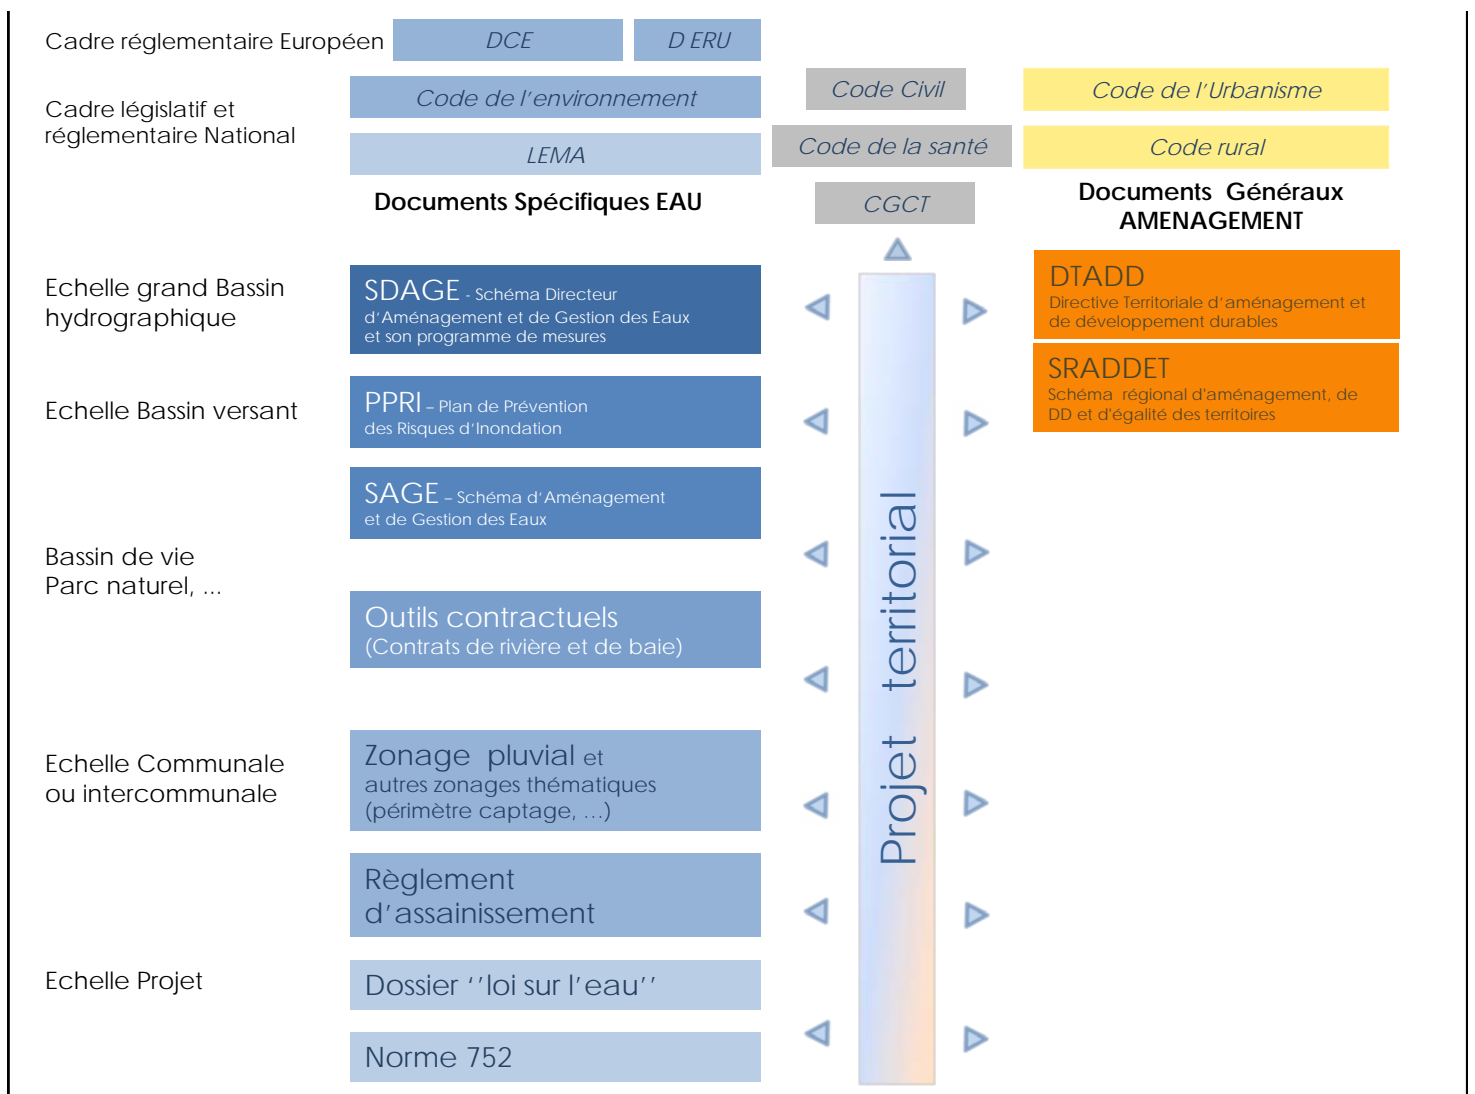 Cadre réglementaire Européen
DCE
D ERU
Cadre législatif et
réglementaire National
Code de l'environnement
LEMA
Code Civil
Code de la santé
CGCT
Code de l'Urbanisme
Code rural
Documents Spécifiques EAU
Documents Généraux
AMENAGEMENT
Echelle grand Bassin
hydrographique
SDAGE - Schéma Directeur
d'Aménagement et de Gestion des Eaux
et son programme de mesures
DTADD
Directive Territoriale d'aménagement et
de développement durables
SRADDET
Schéma régional d'aménagement, de
DD et d'égalité des territoires
Echelle Bassin versant
PPRI – Plan de Prévention
des Risques d'Inondation
SAGE – Schéma d'Aménagement
et de Gestion des Eaux
Bassin de vie
Parc naturel, ...
Outils contractuels
(Contrats de rivière et de baie)
Projet territorial
Echelle Communale
ou intercommunale
Zonage pluvial et
autres zonages thématiques
(périmètre captage, ...)
Règlement
d'assainissement
Echelle Projet
Dossier ''loi sur l'eau''
Norme 752